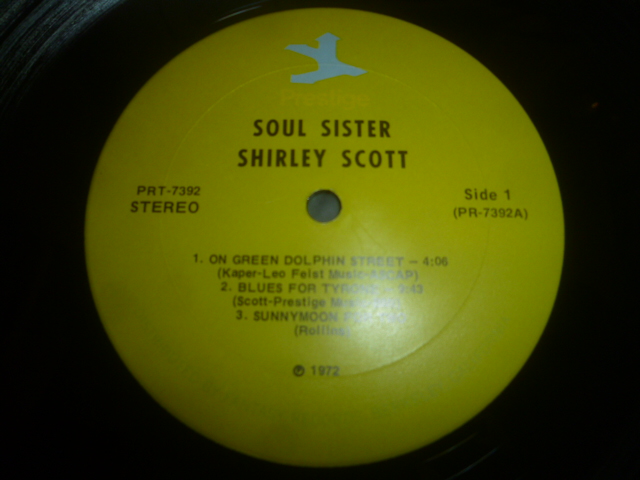 Prestige
SOUL SISTER
SHIRLEY SCOTT
PRT-7392
STEREO
Side 1
(PR-7392A)
1. ON GREEN DOLPHIN STREET – 4:06
(Kaper-Leo Feist Music-ASCAP)
2. BLUES FOR TYRONE
(Scott-Prestige Music
3. SUNNYMOON
(Rollins)
℗ 1972